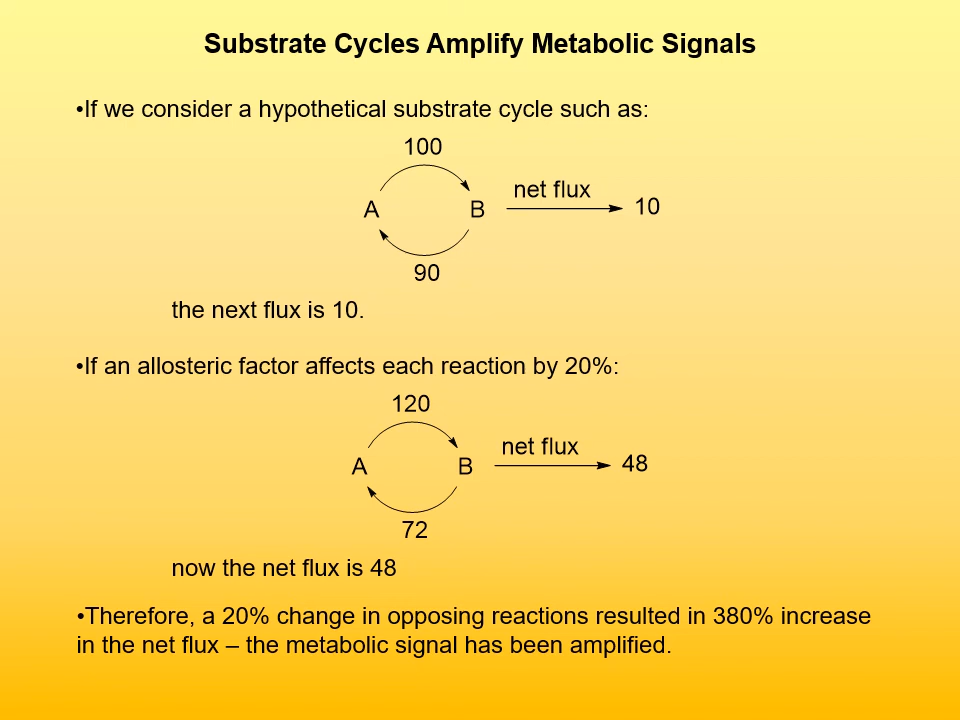 Substrate Cycles Amplify Metabolic Signals
•If we consider a hypothetical substrate cycle such as:
100
A B net flux 10
90
the next flux is 10.
•If an allosteric factor affects each reaction by 20%:
120
A B net flux 48
72
now the net flux is 48
•Therefore, a 20% change in opposing reactions resulted in 380% increase
in the net flux – the metabolic signal has been amplified.